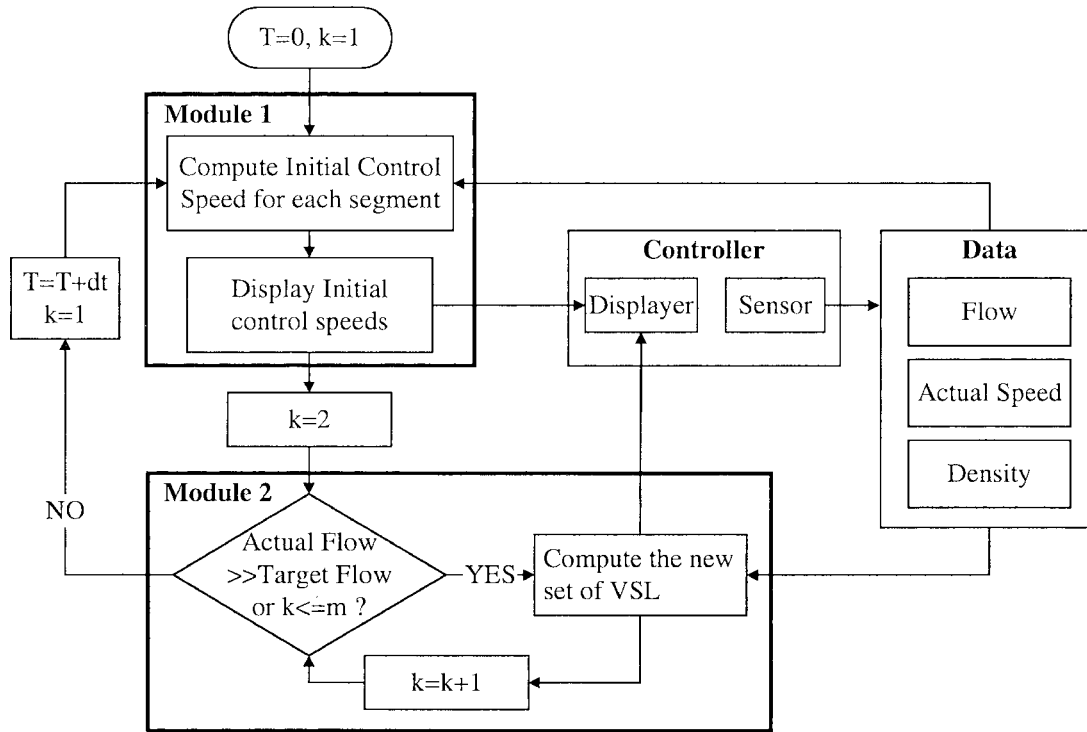 T=0, k=1
Module 1
Compute Initial Control
Speed for each segment
Display Initial
control speeds
T=T+dt
k=1
Controller
Displayer
Sensor
Data
Flow
Actual Speed
Density
k=2
Module 2
NO
Actual Flow
>>Target Flow
or k<=m ?
YES
Compute the new
set of VSL
k=k+1